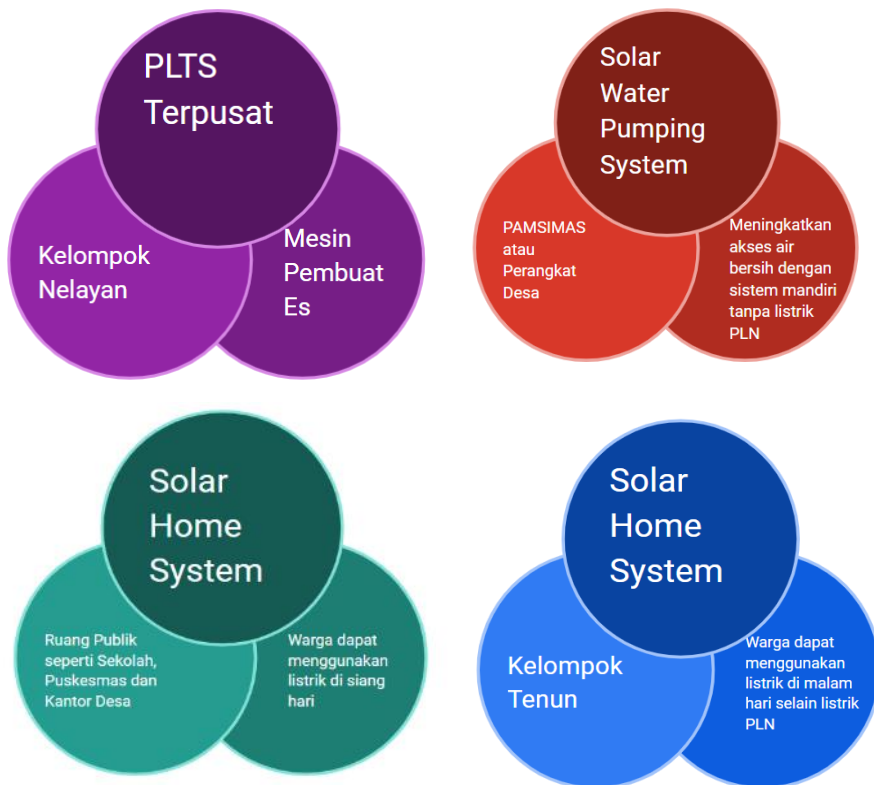 PLTS
Terpusat
Kelompok
Nelayan
Mesin
Pembuat
Es
Solar
Water
Pumping
System
PAMSIMAS
atau
Perangkat
Desa
Meningkatkan
akses air
bersih dengan
sistem mandiri
tanpa listrik
PLN
Solar
Home
System
Ruang Publik
seperti Sekolah,
Puskesmas dan
Kantor Desa
Warga dapat
menggunakan
listrik di siang
hari
Solar
Home
System
Kelompok
Tenun
Warga dapat
menggunakan
listrik di malam
hari selain listrik
PLN